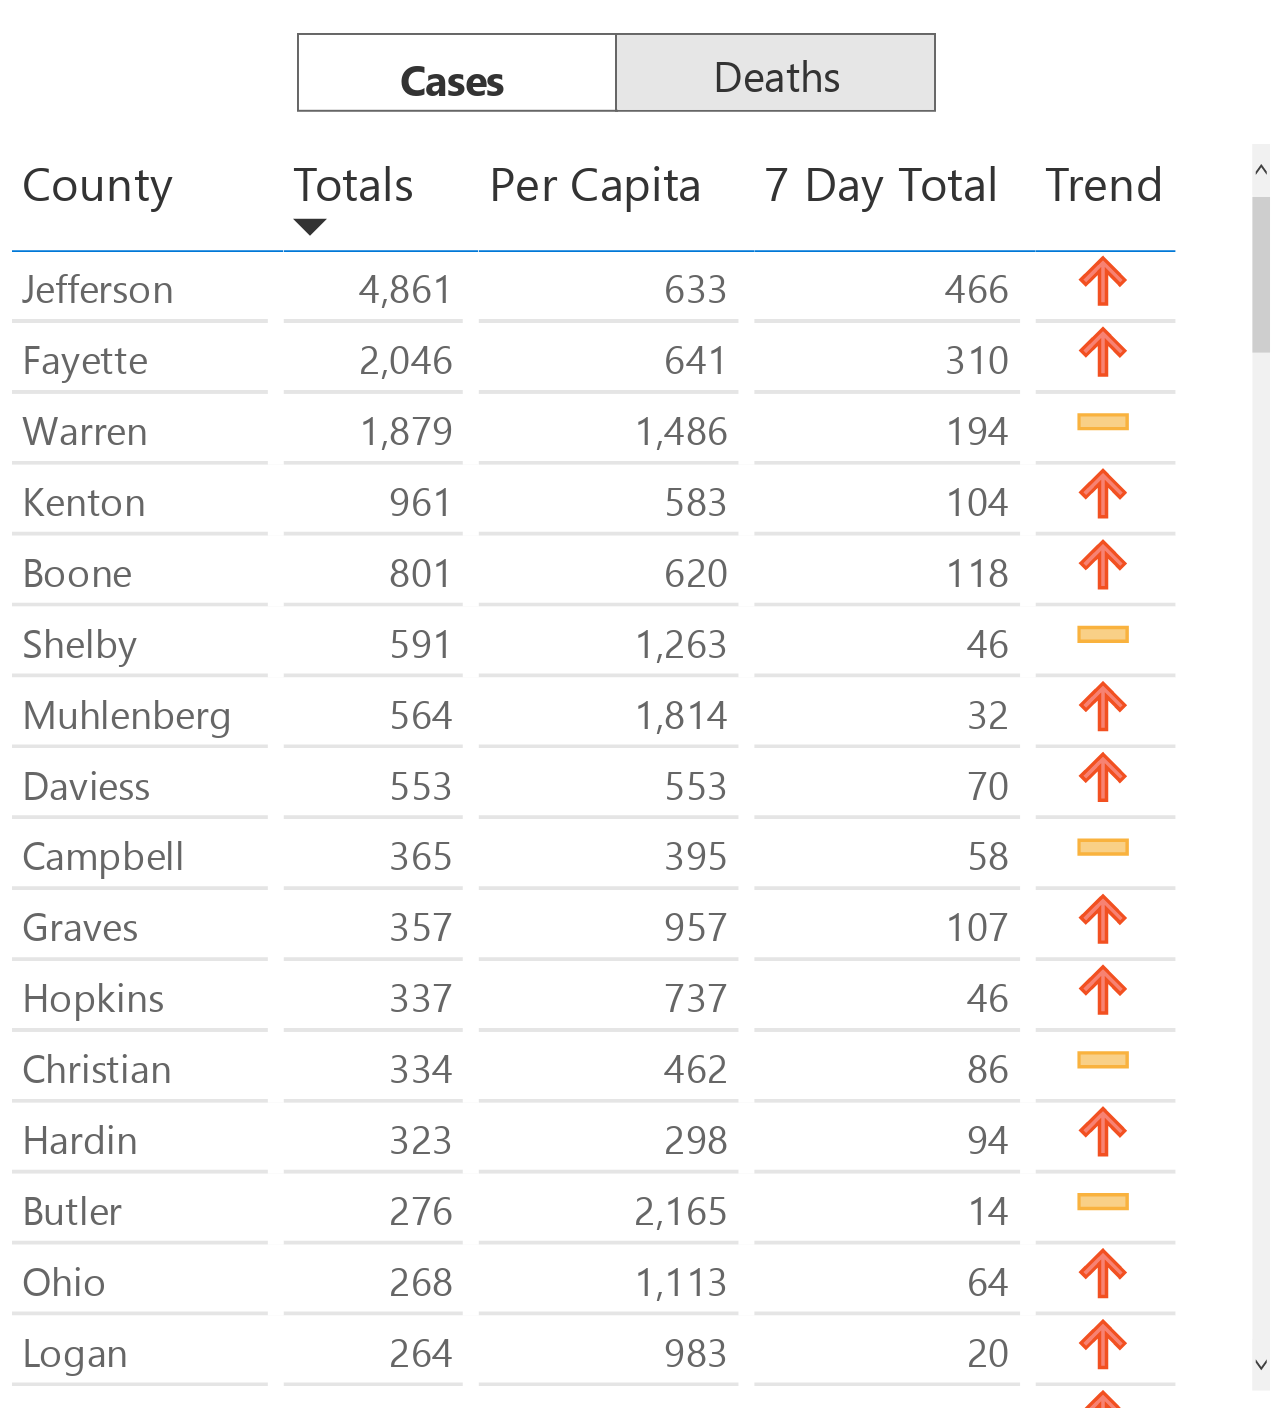 Cases Deaths
County Totals Per Capita 7 Day Total Trend
Jefferson 4,861 633 466
Fayette 2,046 641 310
Warren 1,879 1,486 194
Kenton 961 583 104
Boone 801 620 118
Shelby 591 1,263 46
Muhlenberg 564 1,814 32
Daviess 553 553 70
Campbell 365 395 58
Graves 357 957 107
Hopkins 337 737 46
Christian 334 462 86
Hardin 323 298 94
Butler 276 2,165 14
Ohio 268 1,113 64
Logan 264 983 20